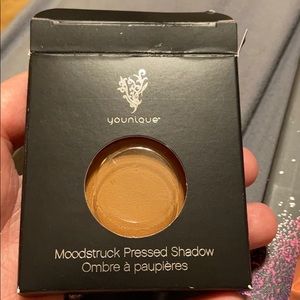 younique
Moodstruck Pressed Shadow
Ombre à paupières